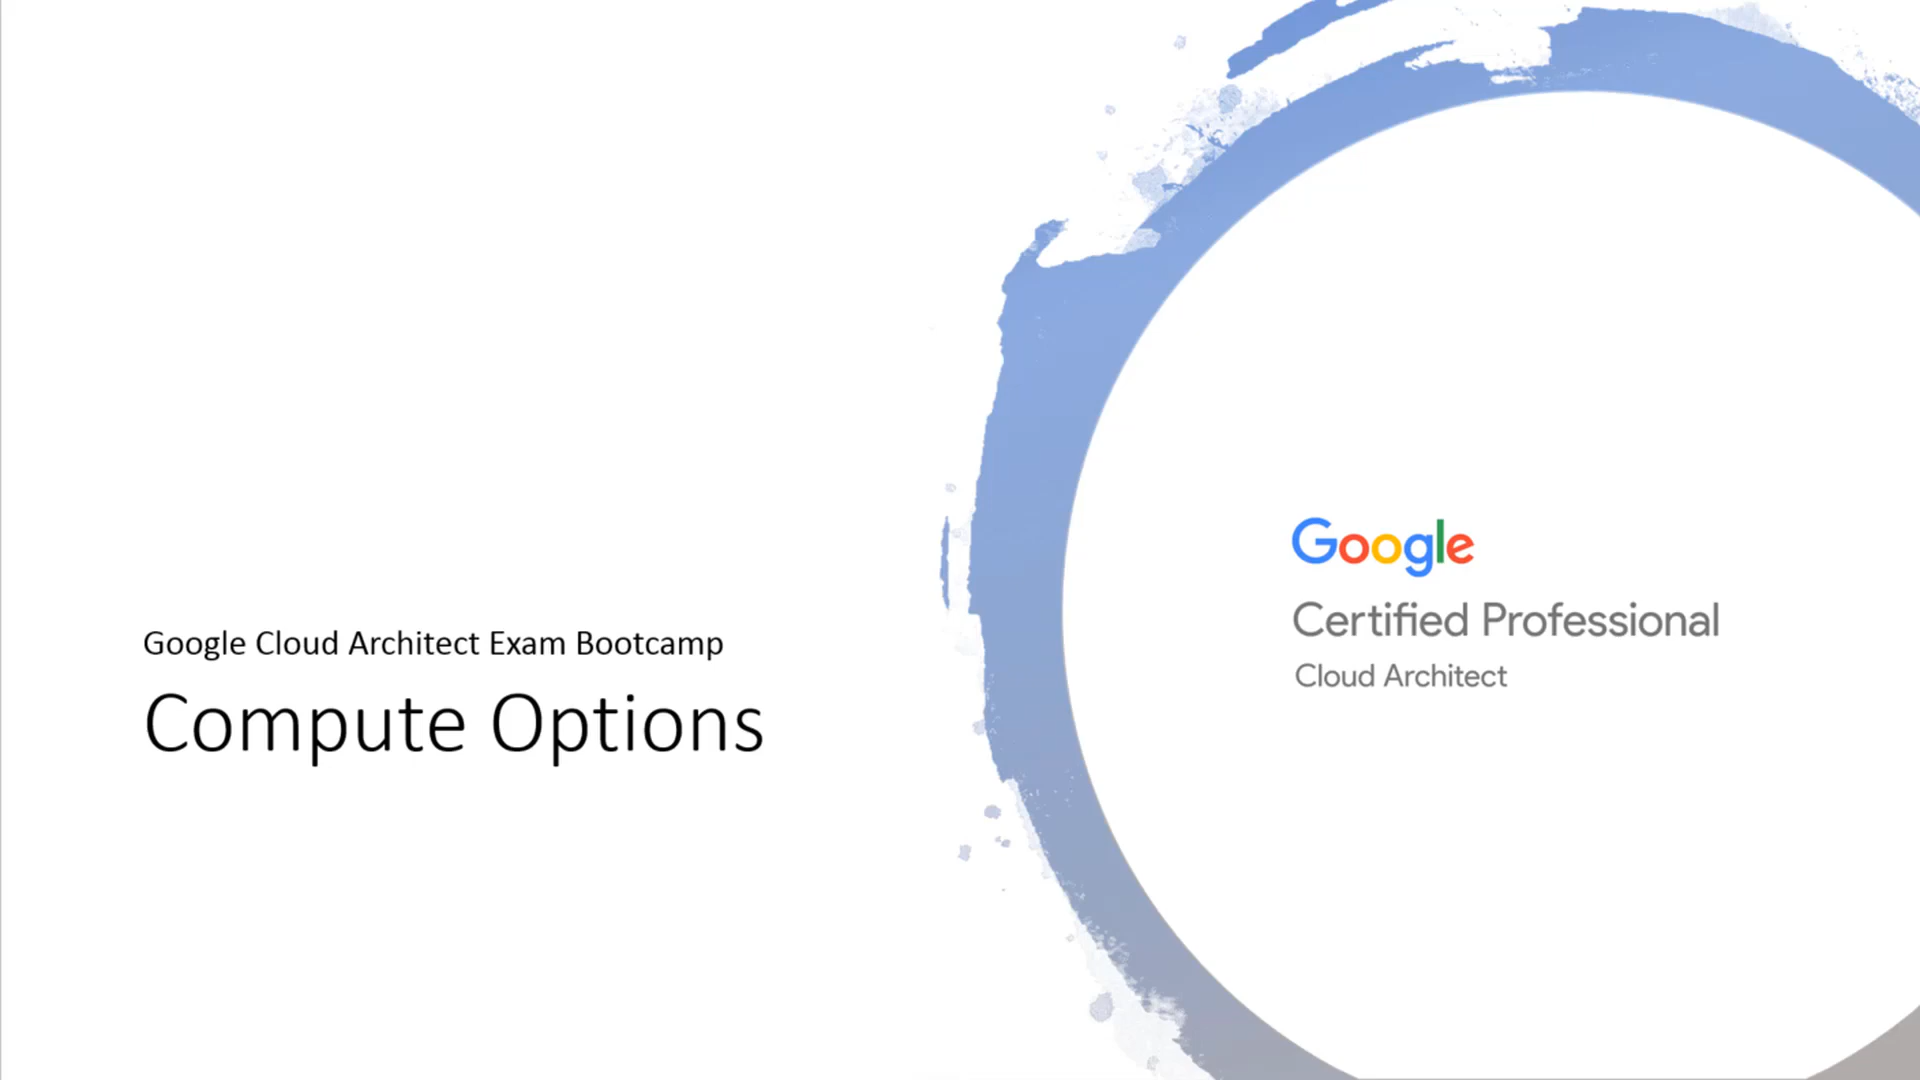 Google Cloud Architect Exam Bootcamp
Compute Options
Google
Certified Professional
Cloud Architect